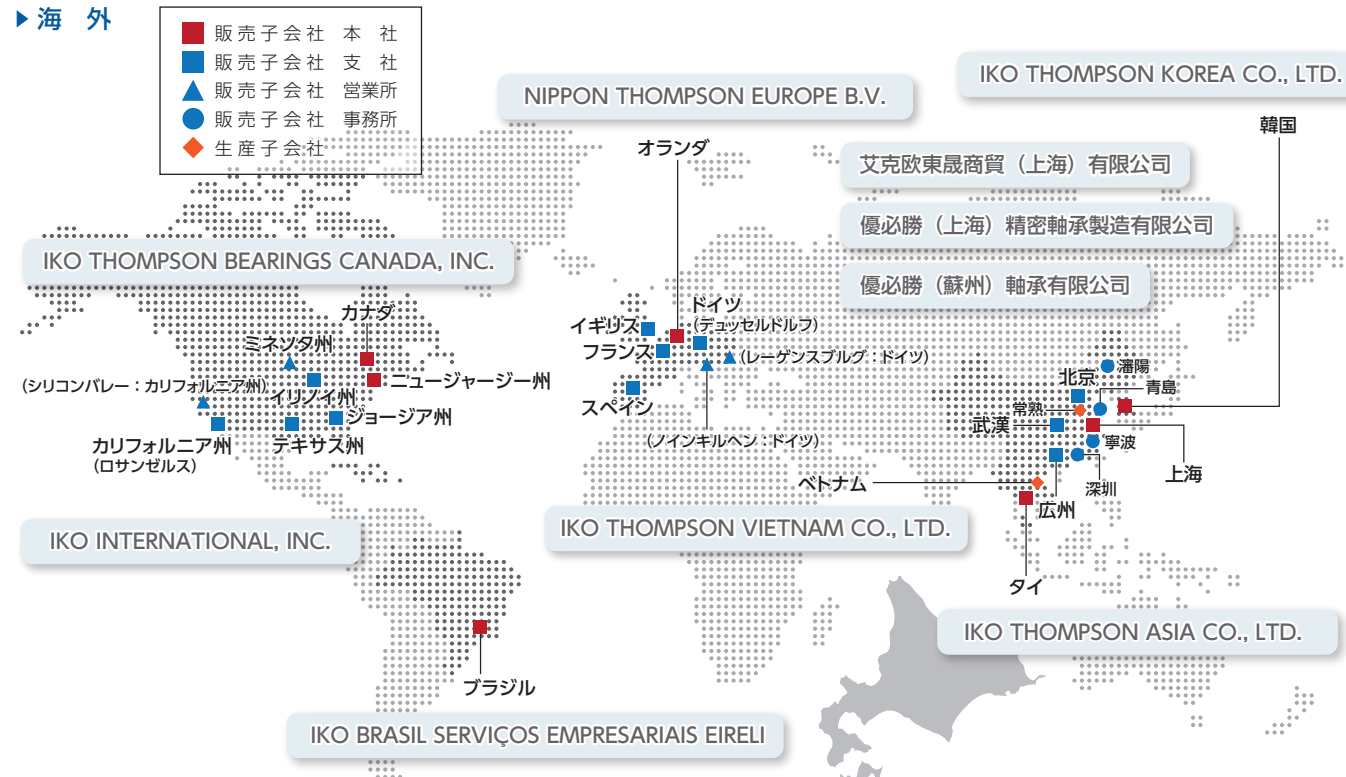 ▶海 外
販売子会社 本 社
販売子会社 支 社
販売子会社 営業所
販売子会社 事務所
生産子会社
NIPPON THOMPSON EUROPE B.V.
IKO THOMPSON KOREA CO., LTD.
韓国
オランダ
艾克欧東晟商貿（上海）有限公司
優必勝（上海）精密軸承製造有限公司
優必勝（蘇州）軸承有限公司
IKO THOMPSON BEARINGS CANADA, INC.
カナダ
ミネソタ州
(シリコンバレー：カリフォルニア州)
イリノイ州
ニュージャージー州
ジョージア州
カリフォルニア州
(ロサンゼルス)
テキサス州
イギリス
ドイツ
(デュッセルドルフ)
フランス
(レーゲンスブルグ：ドイツ)
スペイン
(ノインキルヘン：ドイツ)
瀋陽
北京
青島
常熟
武漢
寧波
上海
深圳
広州
ベトナム
タイ
IKO INTERNATIONAL, INC.
IKO THOMPSON VIETNAM CO., LTD.
IKO THOMPSON ASIA CO., LTD.
ブラジル
IKO BRASIL SERVIÇOS EMPRESARIAIS EIRELI